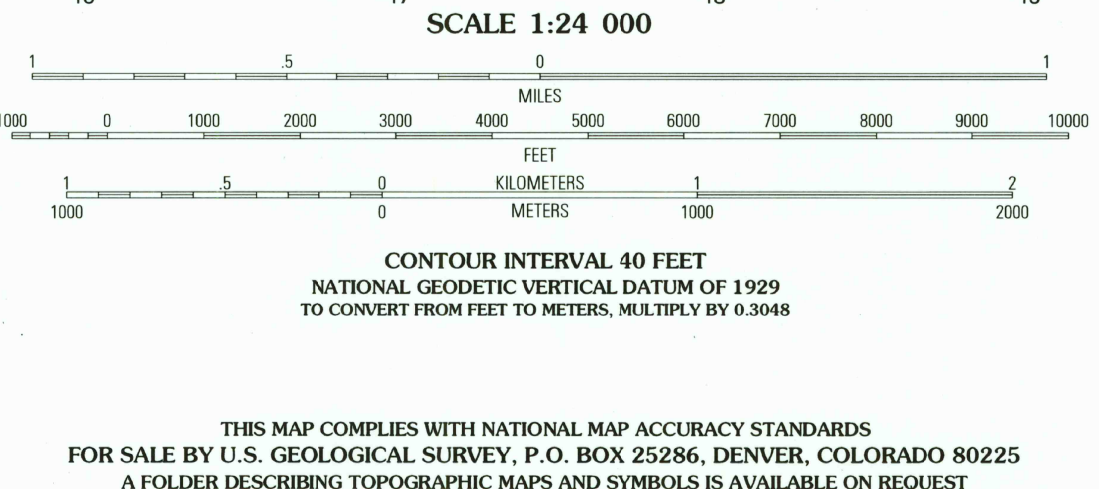 SCALE 1:24 000
1 .5 0 1
MILES
1000 0 1000 2000 3000 4000 5000 6000 7000 8000 9000 10000
FEET
1 .5 0 KILOMETERS 1 2
1000 0 METERS 1000 2000
CONTOUR INTERVAL 40 FEET
NATIONAL GEODETIC VERTICAL DATUM OF 1929
TO CONVERT FROM FEET TO METERS, MULTIPLY BY 0.3048
THIS MAP COMPLIES WITH NATIONAL MAP ACCURACY STANDARDS
FOR SALE BY U.S. GEOLOGICAL SURVEY, P.O. BOX 25286, DENVER, COLORADO 80225
A FOLDER DESCRIBING TOPOGRAPHIC MAPS AND SYMBOLS IS AVAILABLE ON REQUEST